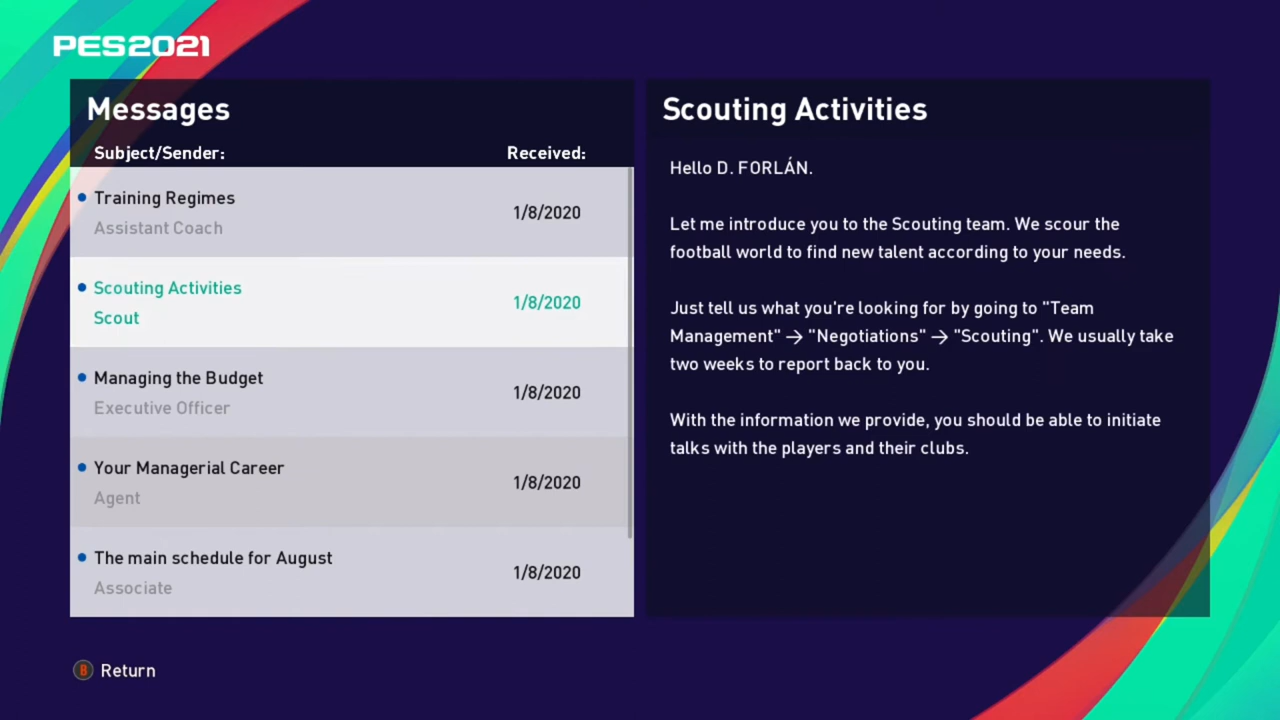 PES2021
Messages
Subject/Sender:
Received:
Training Regimes
Assistant Coach
1/8/2020
Scouting Activities
Scout
1/8/2020
Managing the Budget
Executive Officer
1/8/2020
Your Managerial Career
Agent
1/8/2020
The main schedule for August
Associate
1/8/2020
Scouting Activities
Hello D. FORLÁN.
Let me introduce you to the Scouting team. We scour the
football world to find new talent according to your needs.
Just tell us what you're looking for by going to "Team
Management" → "Negotiations" → "Scouting". We usually take
two weeks to report back to you.
With the information we provide, you should be able to initiate
talks with the players and their clubs.
B Return